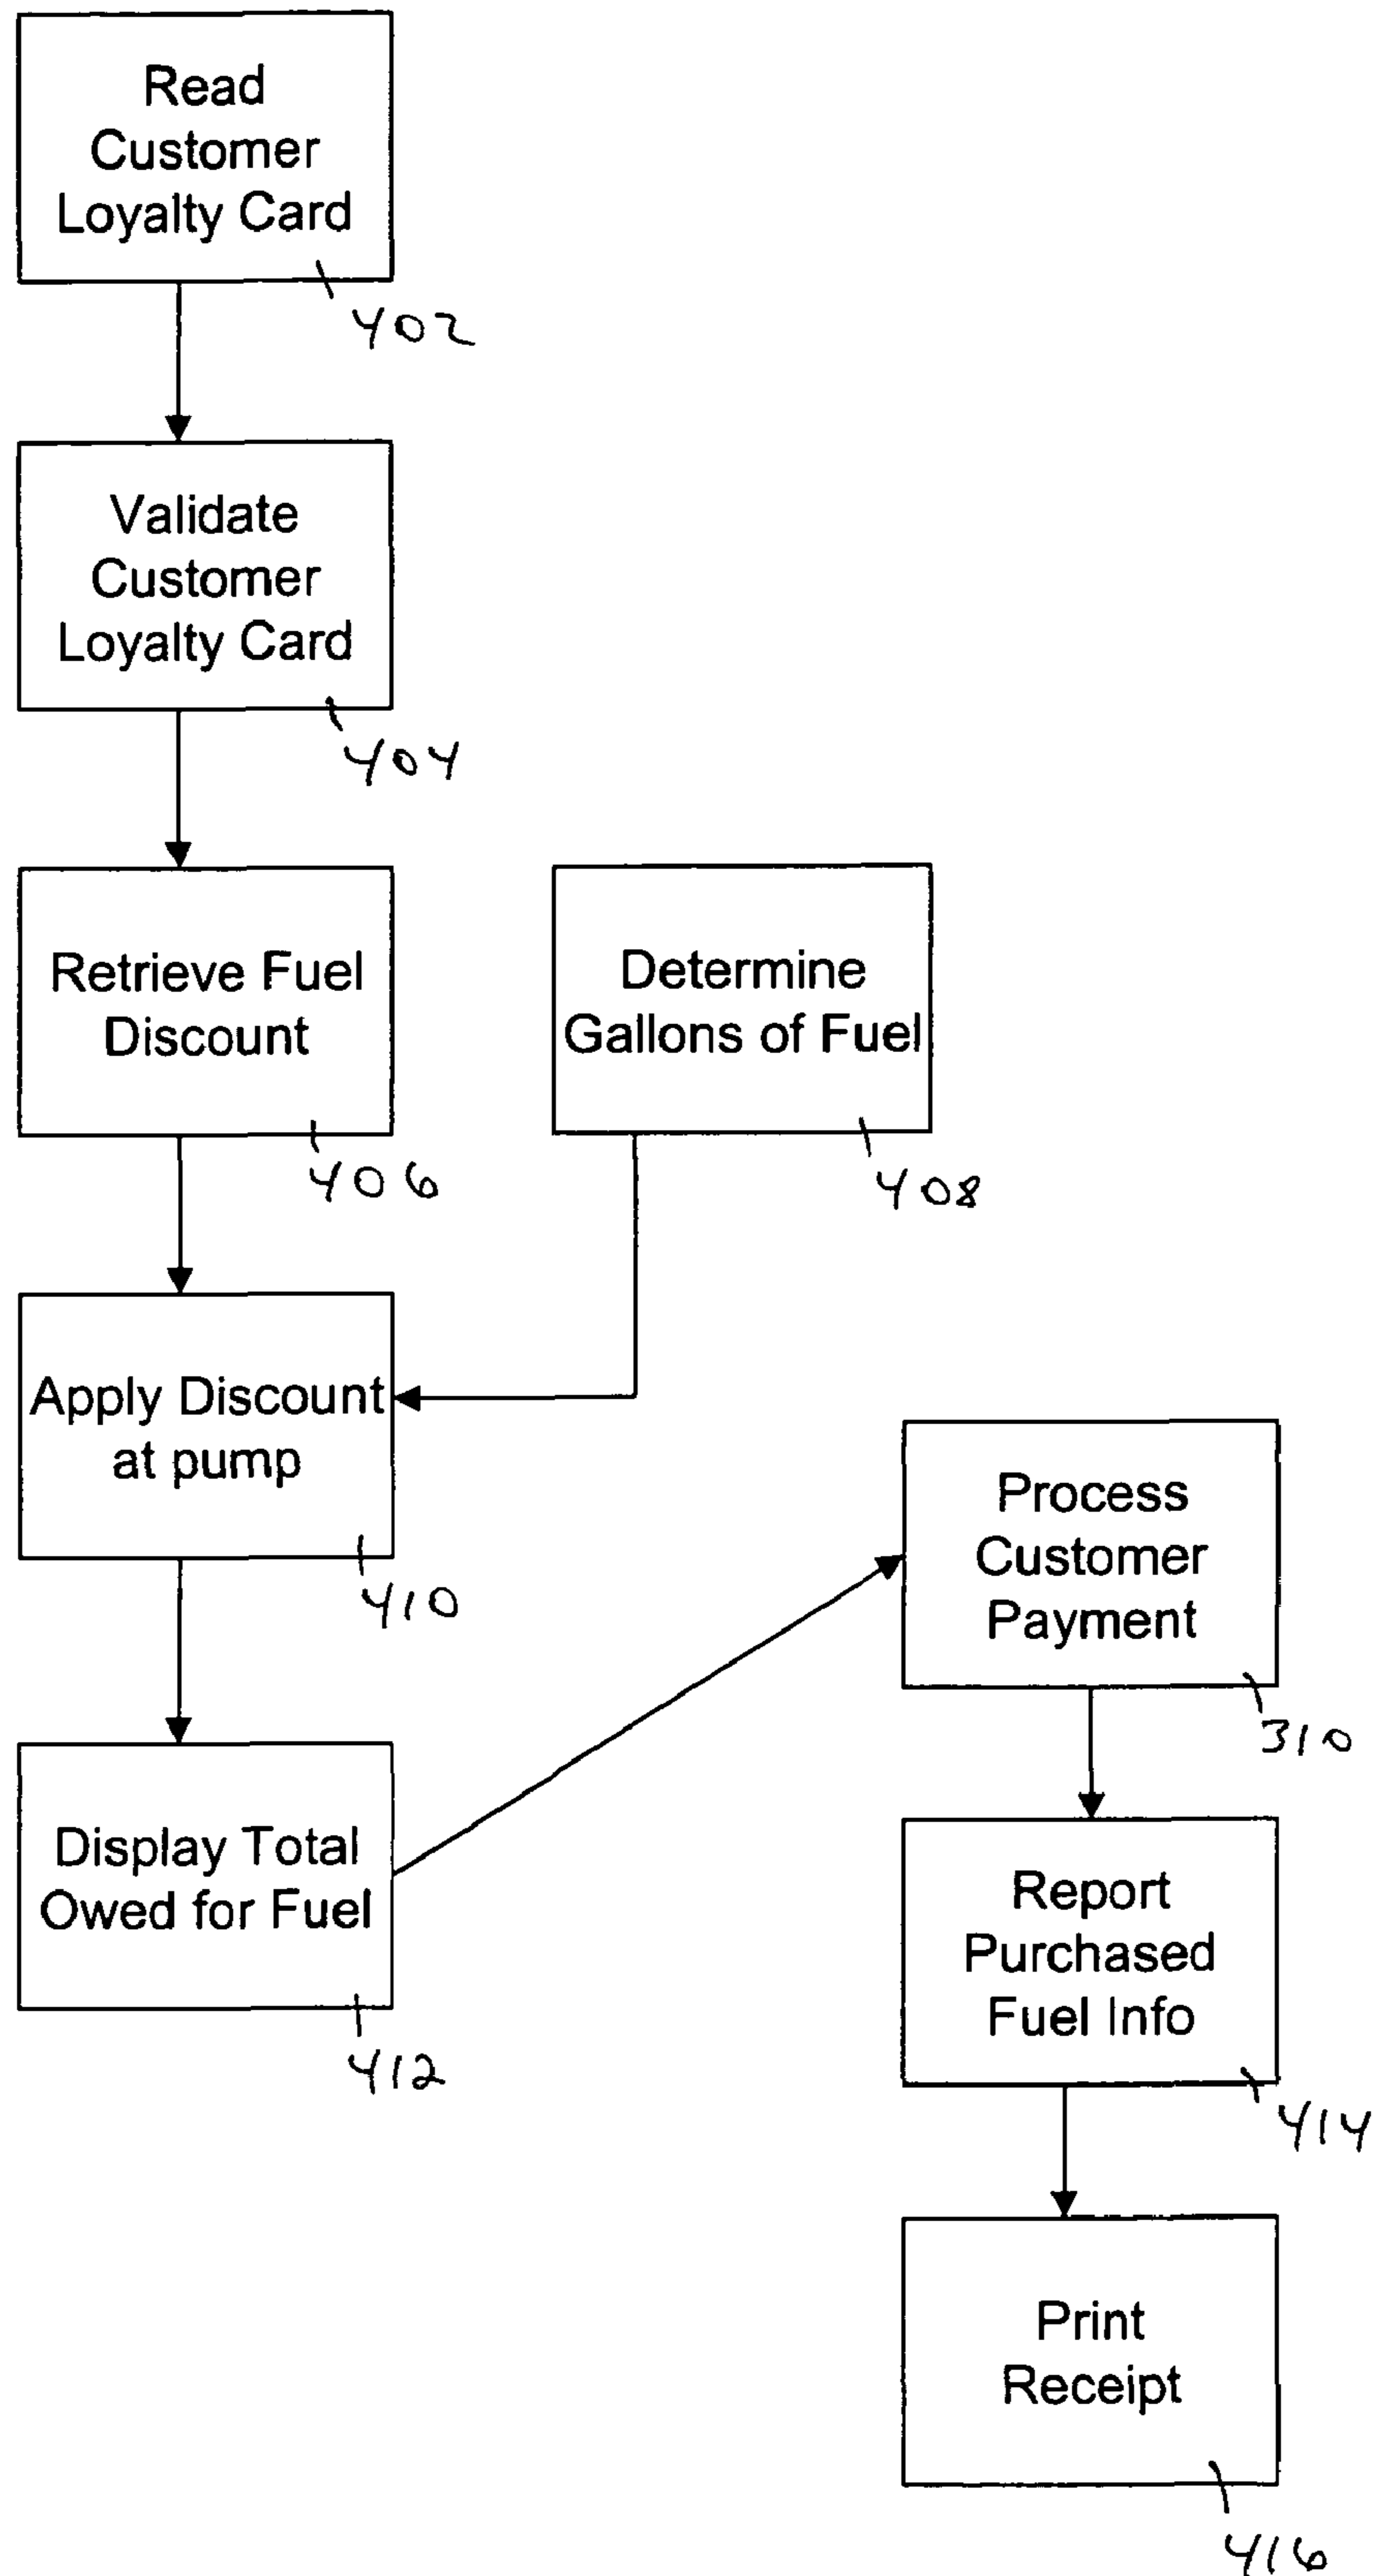 Read
Customer
Loyalty Card
402
Validate
Customer
Loyalty Card
404
Retrieve Fuel
Discount
406
Determine
Gallons of Fuel
408
Apply Discount
at pump
410
Display Total
Owed for Fuel
412
Process
Customer
Payment
310
Report
Purchased
Fuel Info
414
Print
Receipt
416